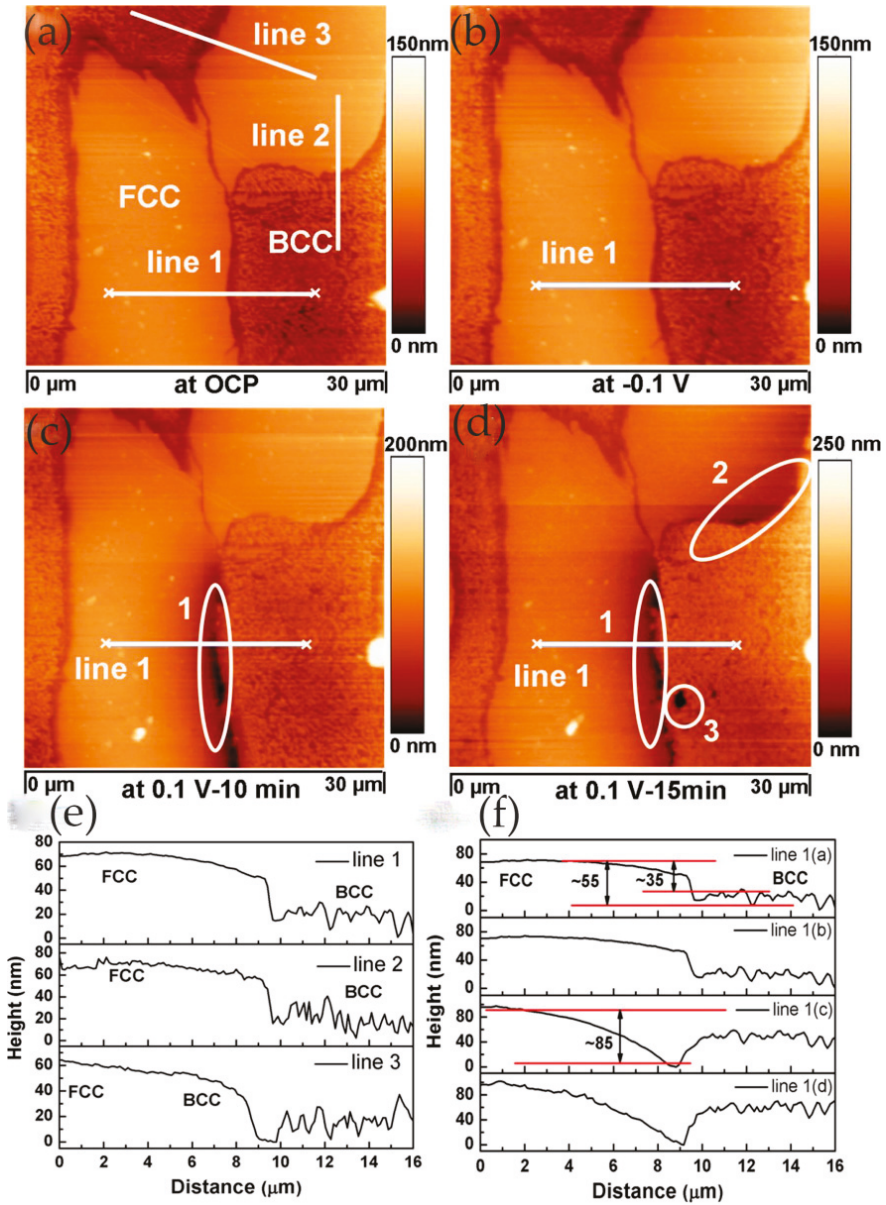 (a)
line 3
line 2
FCC
BCC
line 1
150nm
0 nm
0 µm
at OCP
30 µm
(b)
line 1
150nm
0 nm
0 µm
at -0.1 V
30 µm
(c)
1
line 1
200nm
0 nm
0 µm
at 0.1 V-10 min
30 µm
(d)
2
1
line 1
3
250 nm
0 nm
0 µm
at 0.1 V-15min
30 µm
(e)
Height (nm)
80
60
40
20
0
FCC
line 1
BCC
80
60
40
20
0
FCC
line 2
BCC
60
40
20
0
FCC
BCC
line 3
0 2 4 6 8 10 12 14 16
Distance (µm)
(f)
Height (nm)
80
40
0
FCC
~55
~35
line 1(a)
BCC
80
40
0
line 1(b)
80
40
0
~85
line 1(c)
80
40
0
line 1(d)
0 2 4 6 8 10 12 14 16
Distance (µm)